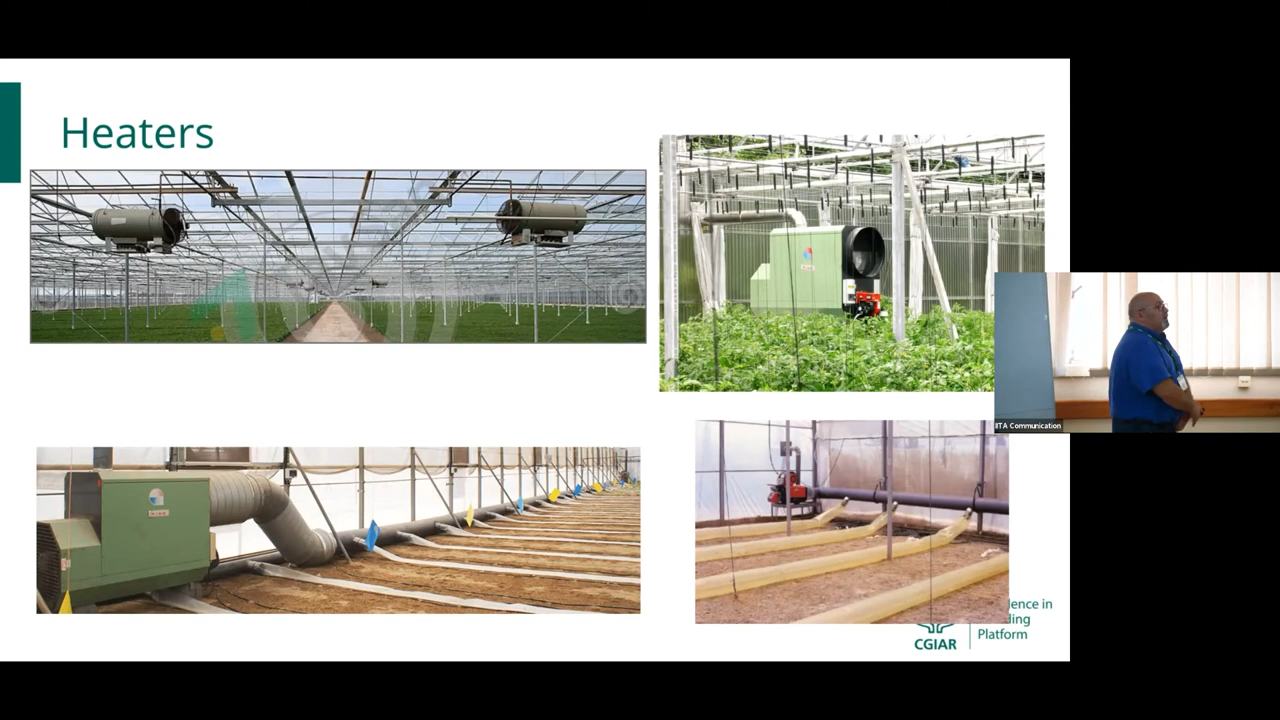 Heaters
IITA Communication
lence in
ding
Platform
CGIAR